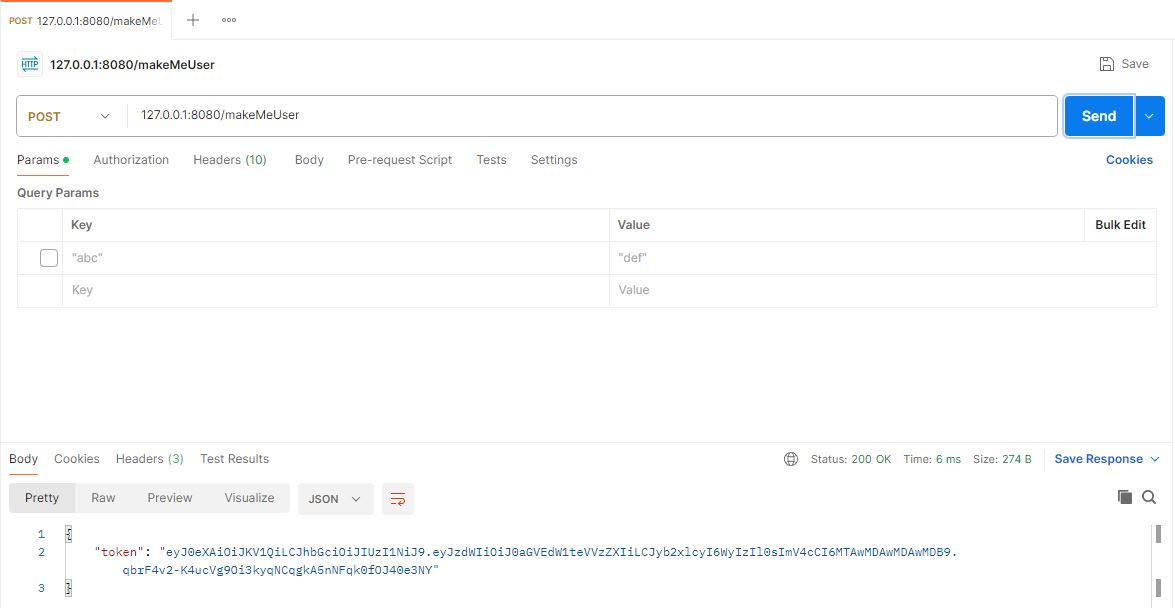 POST 127.0.0.1:8080/makeMeU
HTTP 127.0.0.1:8080/makeMeUser
Save
POST 127.0.0.1:8080/makeMeUser
Send
Params Authorization Headers (10) Body Pre-request Script Tests Settings Cookies
Query Params
Key Value Bulk Edit
"abc" "def"
Key Value
Body Cookies Headers (3) Test Results Status: 200 OK Time: 6 ms Size: 274 B Save Response
Pretty Raw Preview Visualize JSON
1 {
2 "token": "eyJ0eXAiOiJKV1QiLCJhbGciOiJIUzI1NiJ9.eyJzdWIiOiJ0aGVEdW1teVVzZXIiLCJyb2xlcyI6WyIzIl0sImV4cCI6MTAwMDAwMDAwMDB9.
qbrF4v2-K4ucVg9Oi3kyqNCqgkA5nNFqk0fOJ40e3NY"
3 }